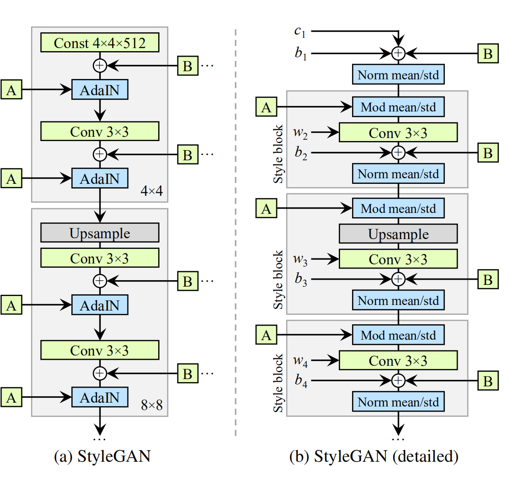 Const 4×4×512
B ...
A
AdaIN
Conv 3×3
B ...
A
AdaIN
4×4
Upsample
Conv 3×3
B ...
A
AdaIN
Conv 3×3
B ...
A
AdaIN
8×8
...
(a) StyleGAN
c1
b1
B
Norm mean/std
A
Mod mean/std
Style block
w2
Conv 3×3
b2
B
Norm mean/std
A
Mod mean/std
Style block
Upsample
w3
Conv 3×3
b3
B
Norm mean/std
A
Mod mean/std
Style block
w4
Conv 3×3
b4
B
Norm mean/std
...
(b) StyleGAN (detailed)